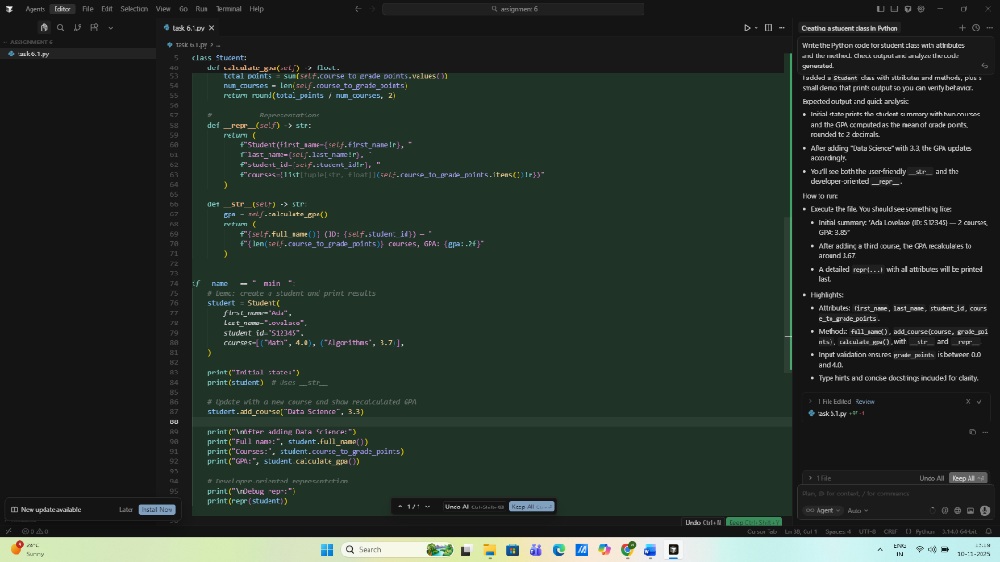 Agents Editor File Edit Selection View Go Run Terminal Help
assignment 6
task 6.1.py
ASSIGNMENT 6
task 6.1.py
task 6.1.py > ...
5 class Student:
46 def calculate_gpa(self) -> float:
53 total_points = sum(self.course_to_grade_points.values())
54 num_courses = len(self.course_to_grade_points)
55 return round(total_points / num_courses, 2)
56
57 # ---------- Representations ----------
58 def __repr__(self) -> str:
59 return (
60 f"Student(first_name={self.first_name!r}, "
61 f"last_name={self.last_name!r}, "
62 f"student_id={self.student_id!r}, "
63 f"courses={list[tuple[str, float]](self.course_to_grade_points.items())!r})"
64 )
65
66 def __str__(self) -> str:
67 gpa = self.calculate_gpa()
68 return (
69 f"{self.full_name()} (ID: {self.student_id}) — "
70 f"{len(self.course_to_grade_points)} courses, GPA: {gpa:.2f}"
71 )
72
73
74 if __name__ == "__main__":
75 # Demo: create a student and print results
76 student = Student(
77 first_name="Ada",
78 last_name="Lovelace",
79 student_id="S12345",
80 courses=[("Math", 4.0), ("Algorithms", 3.7)],
81 )
82
83 print("Initial state:")
84 print(student) # Uses __str__
85
86 # Update with a new course and show recalculated GPA
87 student.add_course("Data Science", 3.3)
88
89 print("\nAfter adding Data Science:")
90 print("Full name:", student.full_name())
91 print("Courses:", student.course_to_grade_points)
92 print("GPA:", student.calculate_gpa())
93
94 # Developer-oriented representation
95 print("\nDebug repr:")
96 print(repr(student))
1 / 1 Undo All Ctrl+Shift+⌫ Keep All
Undo Ctrl+N Keep Ctrl+Shift+Y
New update available Later Install Now
Creating a student class in Python
Write the Python code for student class with attributes
and the method. Check output and analyze the code
generated.
I added a Student class with attributes and methods, plus a
small demo that prints output so you can verify behavior.
Expected output and quick analysis:
• Initial state prints the student summary with two courses
and the GPA computed as the mean of grade points,
rounded to 2 decimals.
• After adding "Data Science" with 3.3, the GPA updates
accordingly.
• You'll see both the user-friendly __str__ and the
developer-oriented __repr__.
How to run:
• Execute the file. You should see something like:
• Initial summary: "Ada Lovelace (ID: S12345) — 2 courses,
GPA: 3.85"
• After adding a third course, the GPA recalculates to
around 3.67.
• A detailed repr(...) with all attributes will be printed
last.
• Highlights:
• Attributes: first_name, last_name, student_id, cours
e_to_grade_points.
• Methods: full_name(), add_course(course, grade_poi
nts), calculate_gpa(), with __str__ and __repr__.
• Input validation ensures grade_points is between 0.0
and 4.0.
• Type hints and concise docstrings included for clarity.
1 File Edited Review
task 6.1.py +97 -1
1 File Undo All Keep All
Plan, @ for context, / for commands
Agent Auto
0 0
Cursor Tab Ln 88, Col 1 Spaces: 4 UTF-8 CRLF Python 3.14.0 64-bit
28°C
Sunny
Search
ENG
IN
13:19
10-11-2025